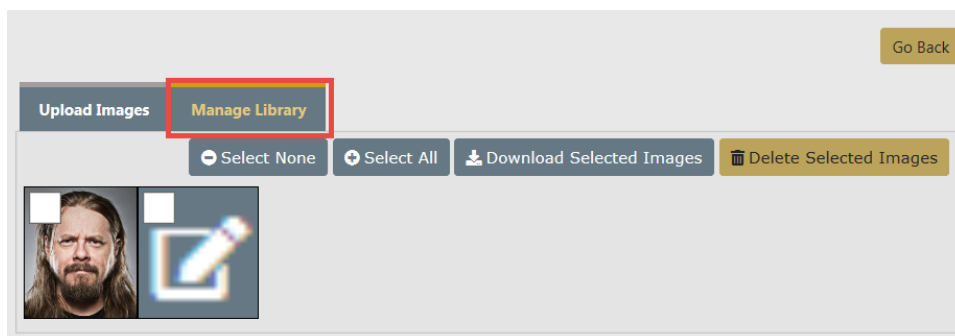 Go Back
Upload Images Manage Library
Select None Select All Download Selected Images Delete Selected Images